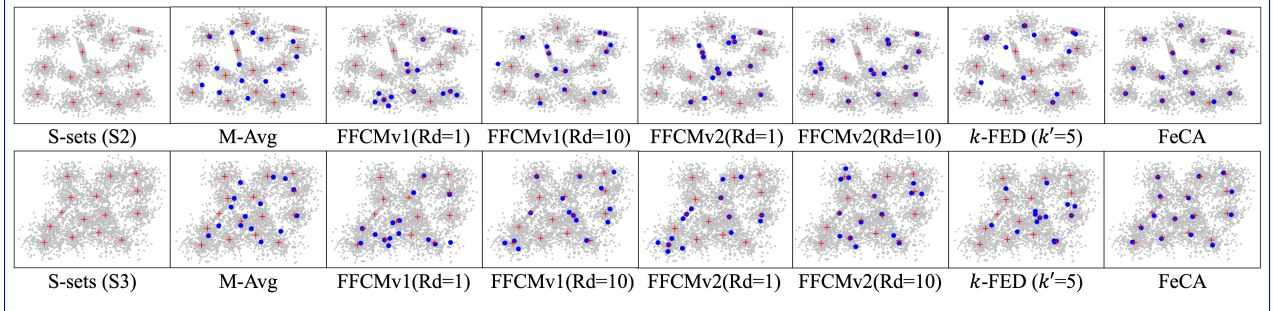 S-sets (S2) M-Avg FFCMv1(Rd=1) FFCMv1(Rd=10) FFCMv2(Rd=1) FFCMv2(Rd=10) k-FED (k′=5) FeCA
S-sets (S3) M-Avg FFCMv1(Rd=1) FFCMv1(Rd=10) FFCMv2(Rd=1) FFCMv2(Rd=10) k-FED (k′=5) FeCA